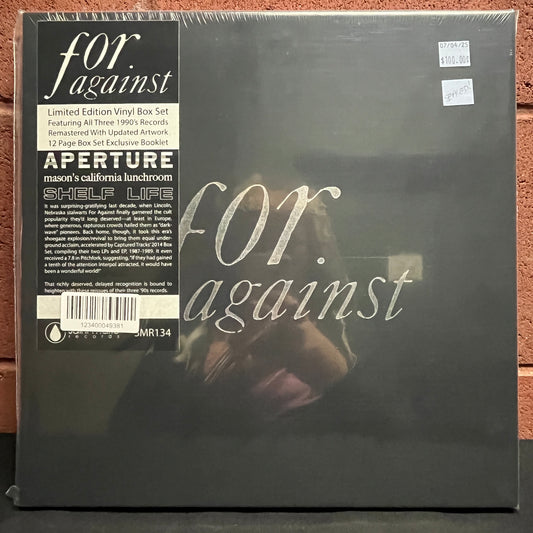 for
against
Limited Edition Vinyl Box Set
Featuring All Three 1990's Records
Remastered With Updated Artwork
12 Page Box Set Exclusive Booklet
APERTURE
mason's california lunchroom
SHELF LIFE
It was surprising-gratifying last decade, when Lincoln,
Nebraska stalwarts For Against finally garnered the cult
popularity they'd long deserved—at least in Europe,
where generous, rapturous crowds hailed them as "dark-
wave" pioneers. Back home, though, it took this era's
shoegaze explosion/revival to bring them equal under-
ground acclaim, accelerated by Captured Tracks' 2014 Box
Set, compiling their two LPs and EP, 1987-1989. It even
received a 7.8 in Pitchfork, suggesting, "if they had gained
a tenth of the attention Interpol attracted, it would have
been a wonderful world!"
That richly deserved, delayed recognition is bound to
heighten with these reissues of their three '90s records.
123400049381
records
SMR134
07/04/25
$100.00
for
against